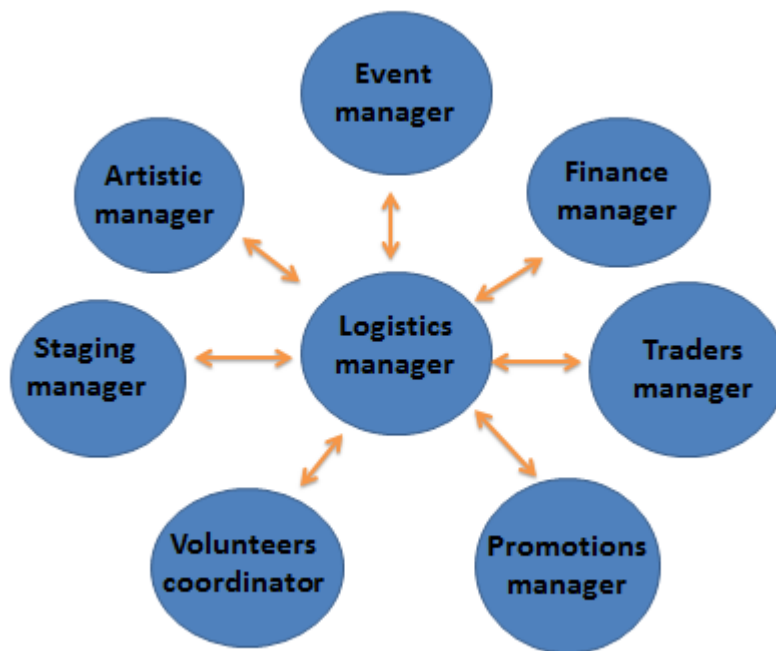 Event
manager
Artistic
manager
Finance
manager
Logistics
manager
Staging
manager
Traders
manager
Volunteers
coordinator
Promotions
manager